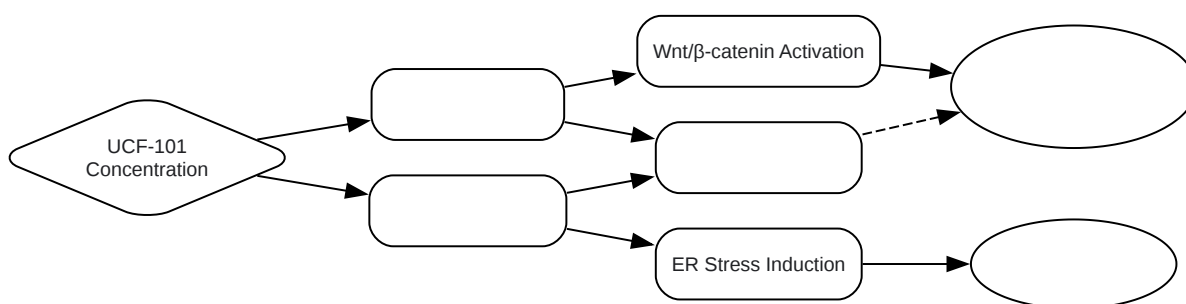 Wnt/β-catenin Activation
UCF-101
Concentration
ER Stress Induction